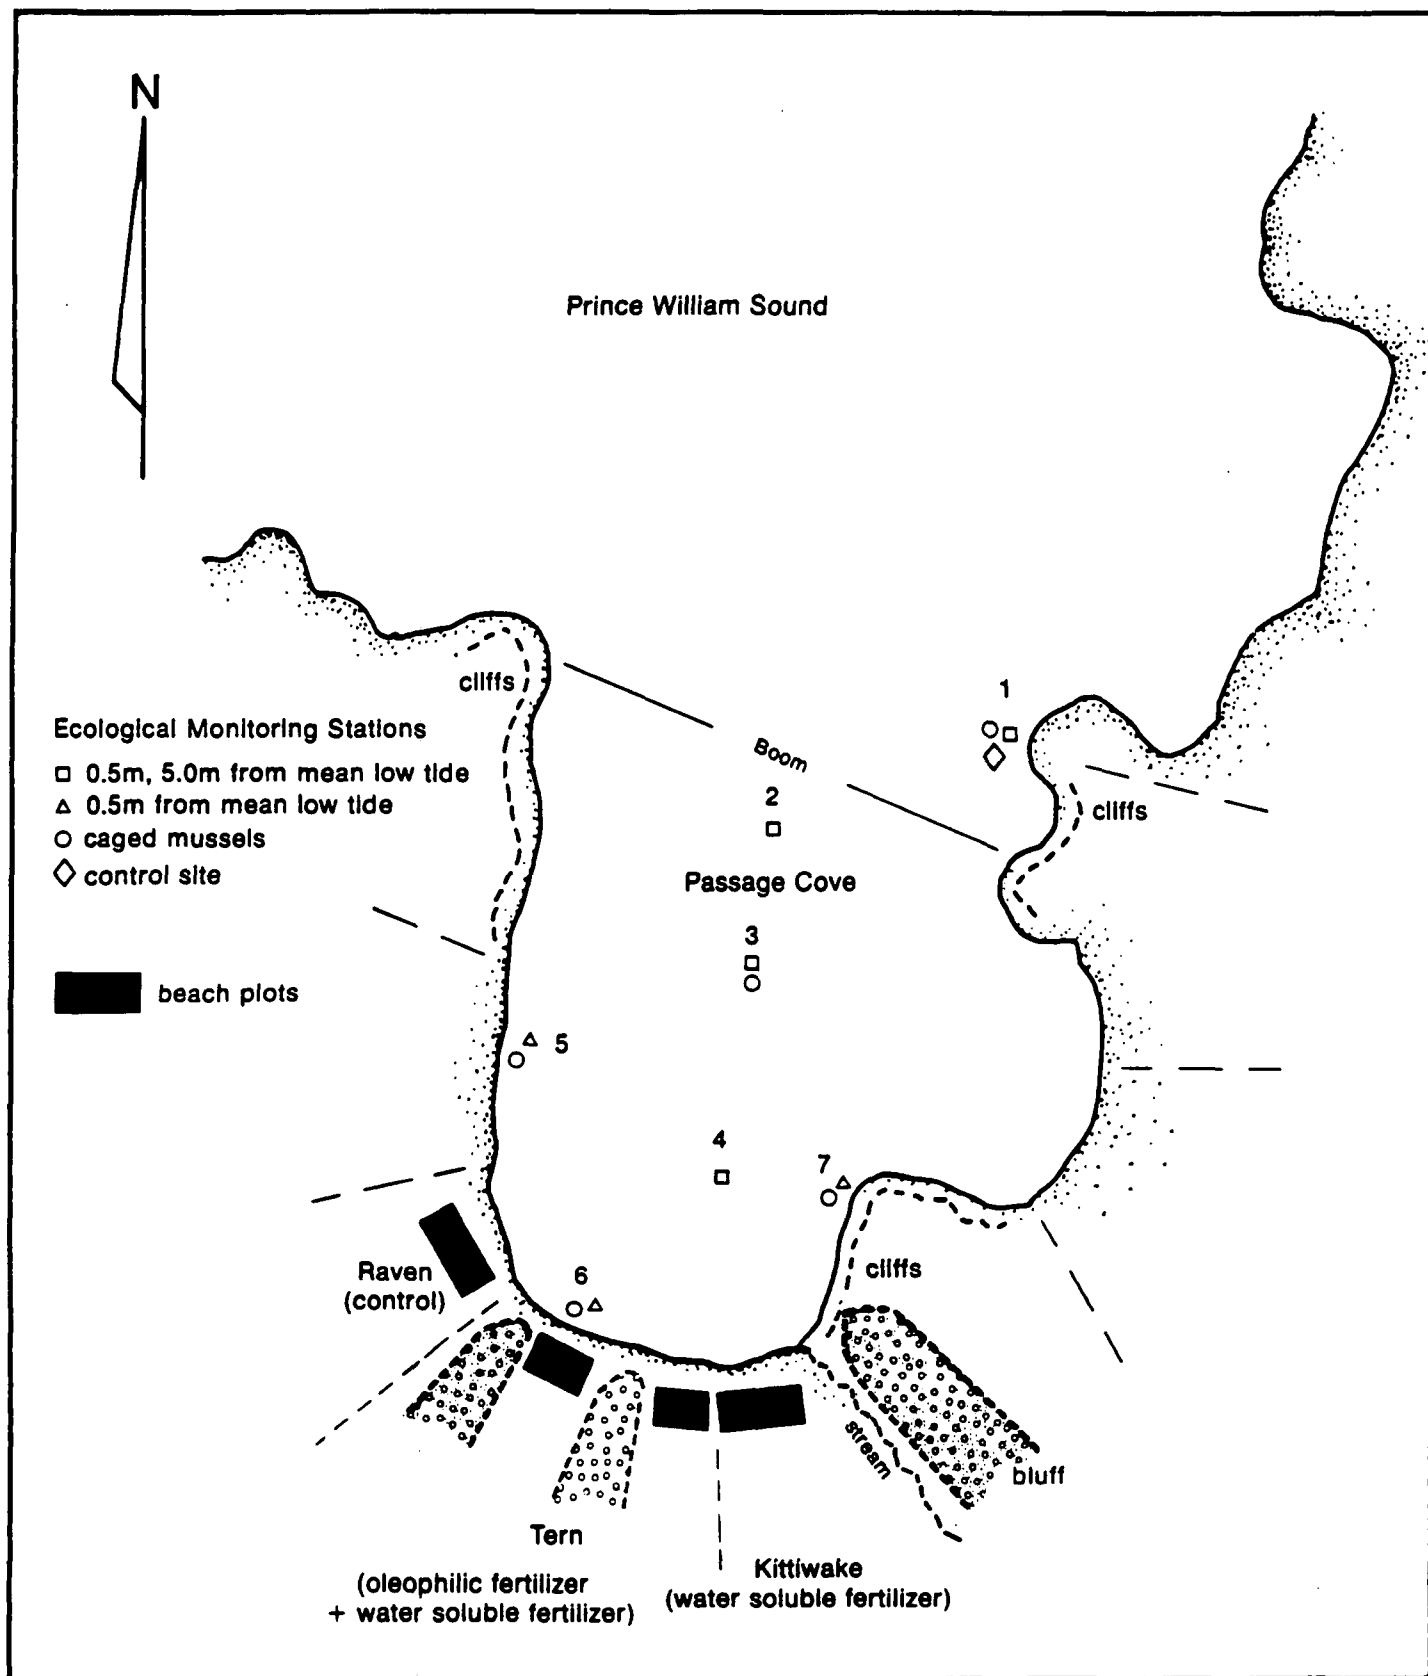 N
Prince William Sound
cliffs
1
Ecological Monitoring Stations
0.5m, 5.0m from mean low tide
0.5m from mean low tide
caged mussels
control site
beach plots
Boom
2
cliffs
Passage Cove
3
5
4
7
Raven
(control)
6
cliffs
stream
bluff
Tern
(oleophilic fertilizer
+ water soluble fertilizer)
Kittiwake
(water soluble fertilizer)